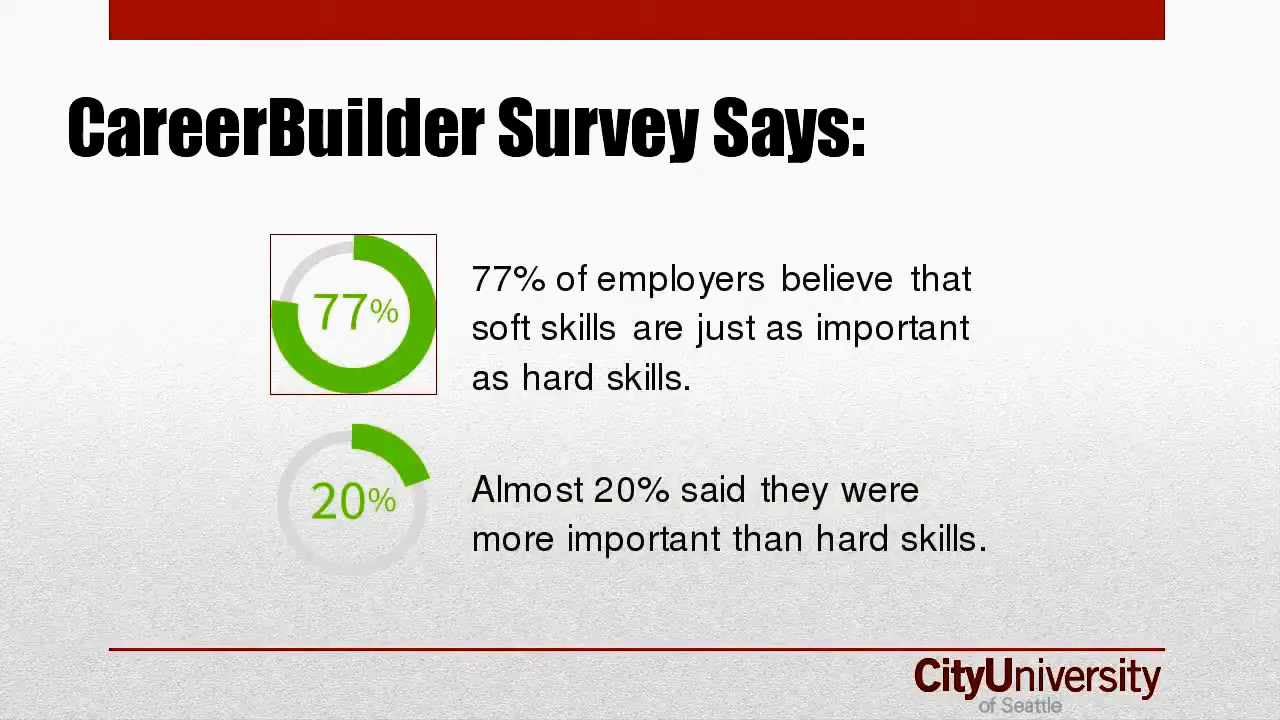 CareerBuilder Survey Says:
77%
77% of employers believe that
soft skills are just as important
as hard skills.
20%
Almost 20% said they were
more important than hard skills.
CityUniversity
of Seattle